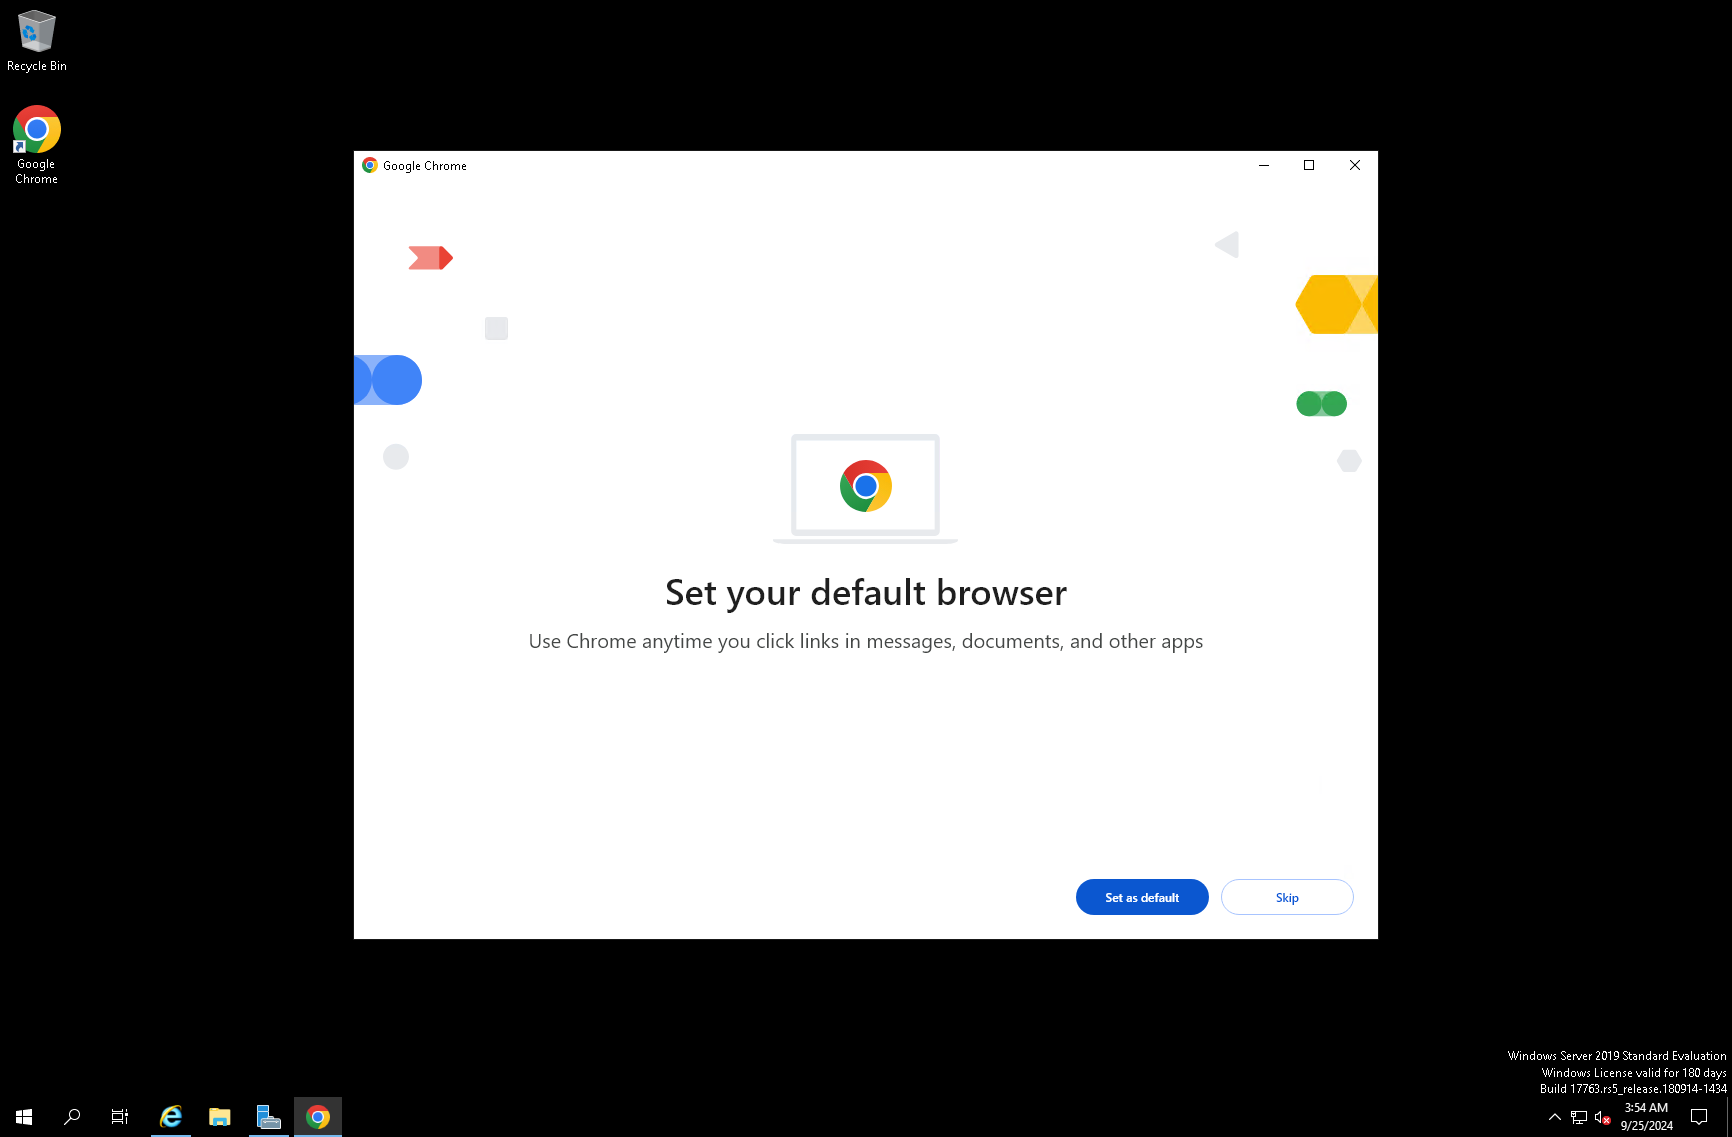 Recycle Bin
Google
Chrome
Google Chrome
Set your default browser
Use Chrome anytime you click links in messages, documents, and other apps
Set as default
Skip
Windows Server 2019 Standard Evaluation
Windows License valid for 180 days
Build 17763.rs5_release.180914-1434
3:54 AM
9/25/2024